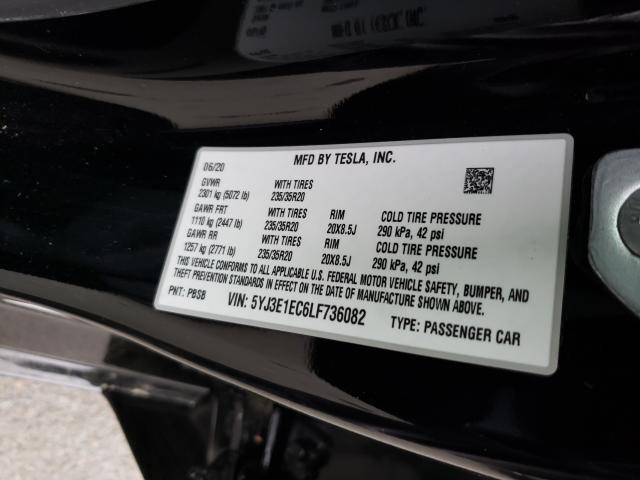 06/20 MFD BY TESLA, INC.
GVWR WITH TIRES
2301 kg (5072 lb) 235/35R20
GAWR FRT WITH TIRES RIM COLD TIRE PRESSURE
1110 kg (2447 lb) 235/35R20 20X8.5J 290 kPa, 42 psi
GAWR RR WITH TIRES RIM COLD TIRE PRESSURE
1257 kg (2771 lb) 235/35R20 20X8.5J 290 kPa, 42 psi
THIS VEHICLE CONFORMS TO ALL APPLICABLE U.S. FEDERAL MOTOR VEHICLE SAFETY, BUMPER, AND
THEFT PREVENTION STANDARDS IN EFFECT ON THE DATE OF MANUFACTURE SHOWN ABOVE.
PNT: PBSB VIN: 5YJ3E1EC6LF736082 TYPE: PASSENGER CAR